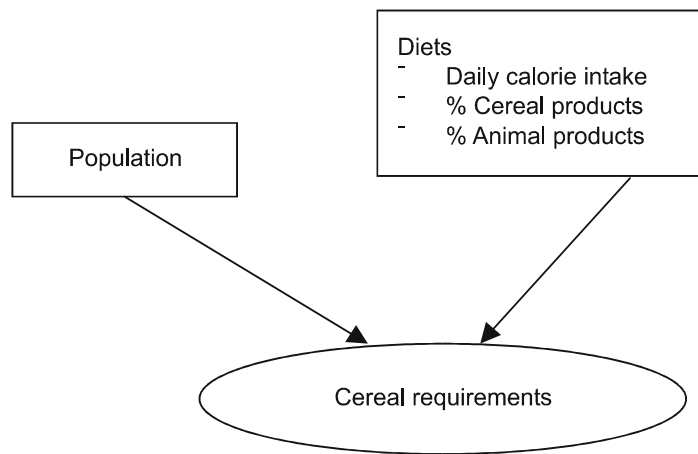 Diets
- Daily calorie intake
- % Cereal products
- % Animal products
Population
Cereal requirements